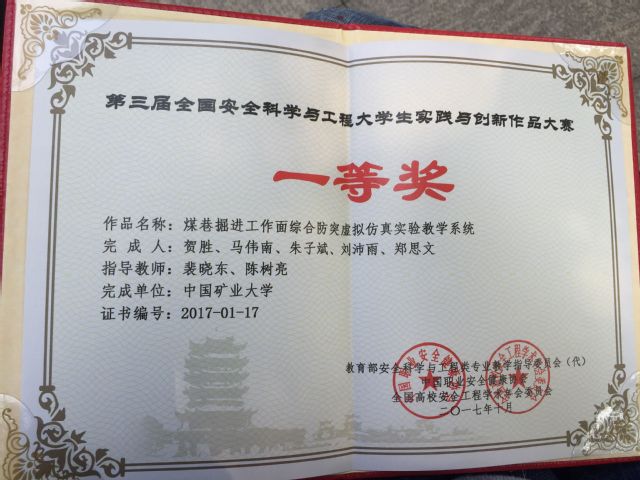 第三届全国安全科学与工程大学生实践与创新作品大赛
一等奖
作品名称：煤巷掘进工作面综合防突虚拟仿真实验教学系统
完 成 人：贺胜、马伟南、朱子斌、刘沛雨、郑思文
指导教师：裴晓东、陈树亮
完成单位：中国矿业大学
证书编号：2017-01-17
教育部安全科学与工程类专业教学指导委员会（代）
中国职业安全健康协会
全国高校安全工程学术年会委员会
二〇一七年十月